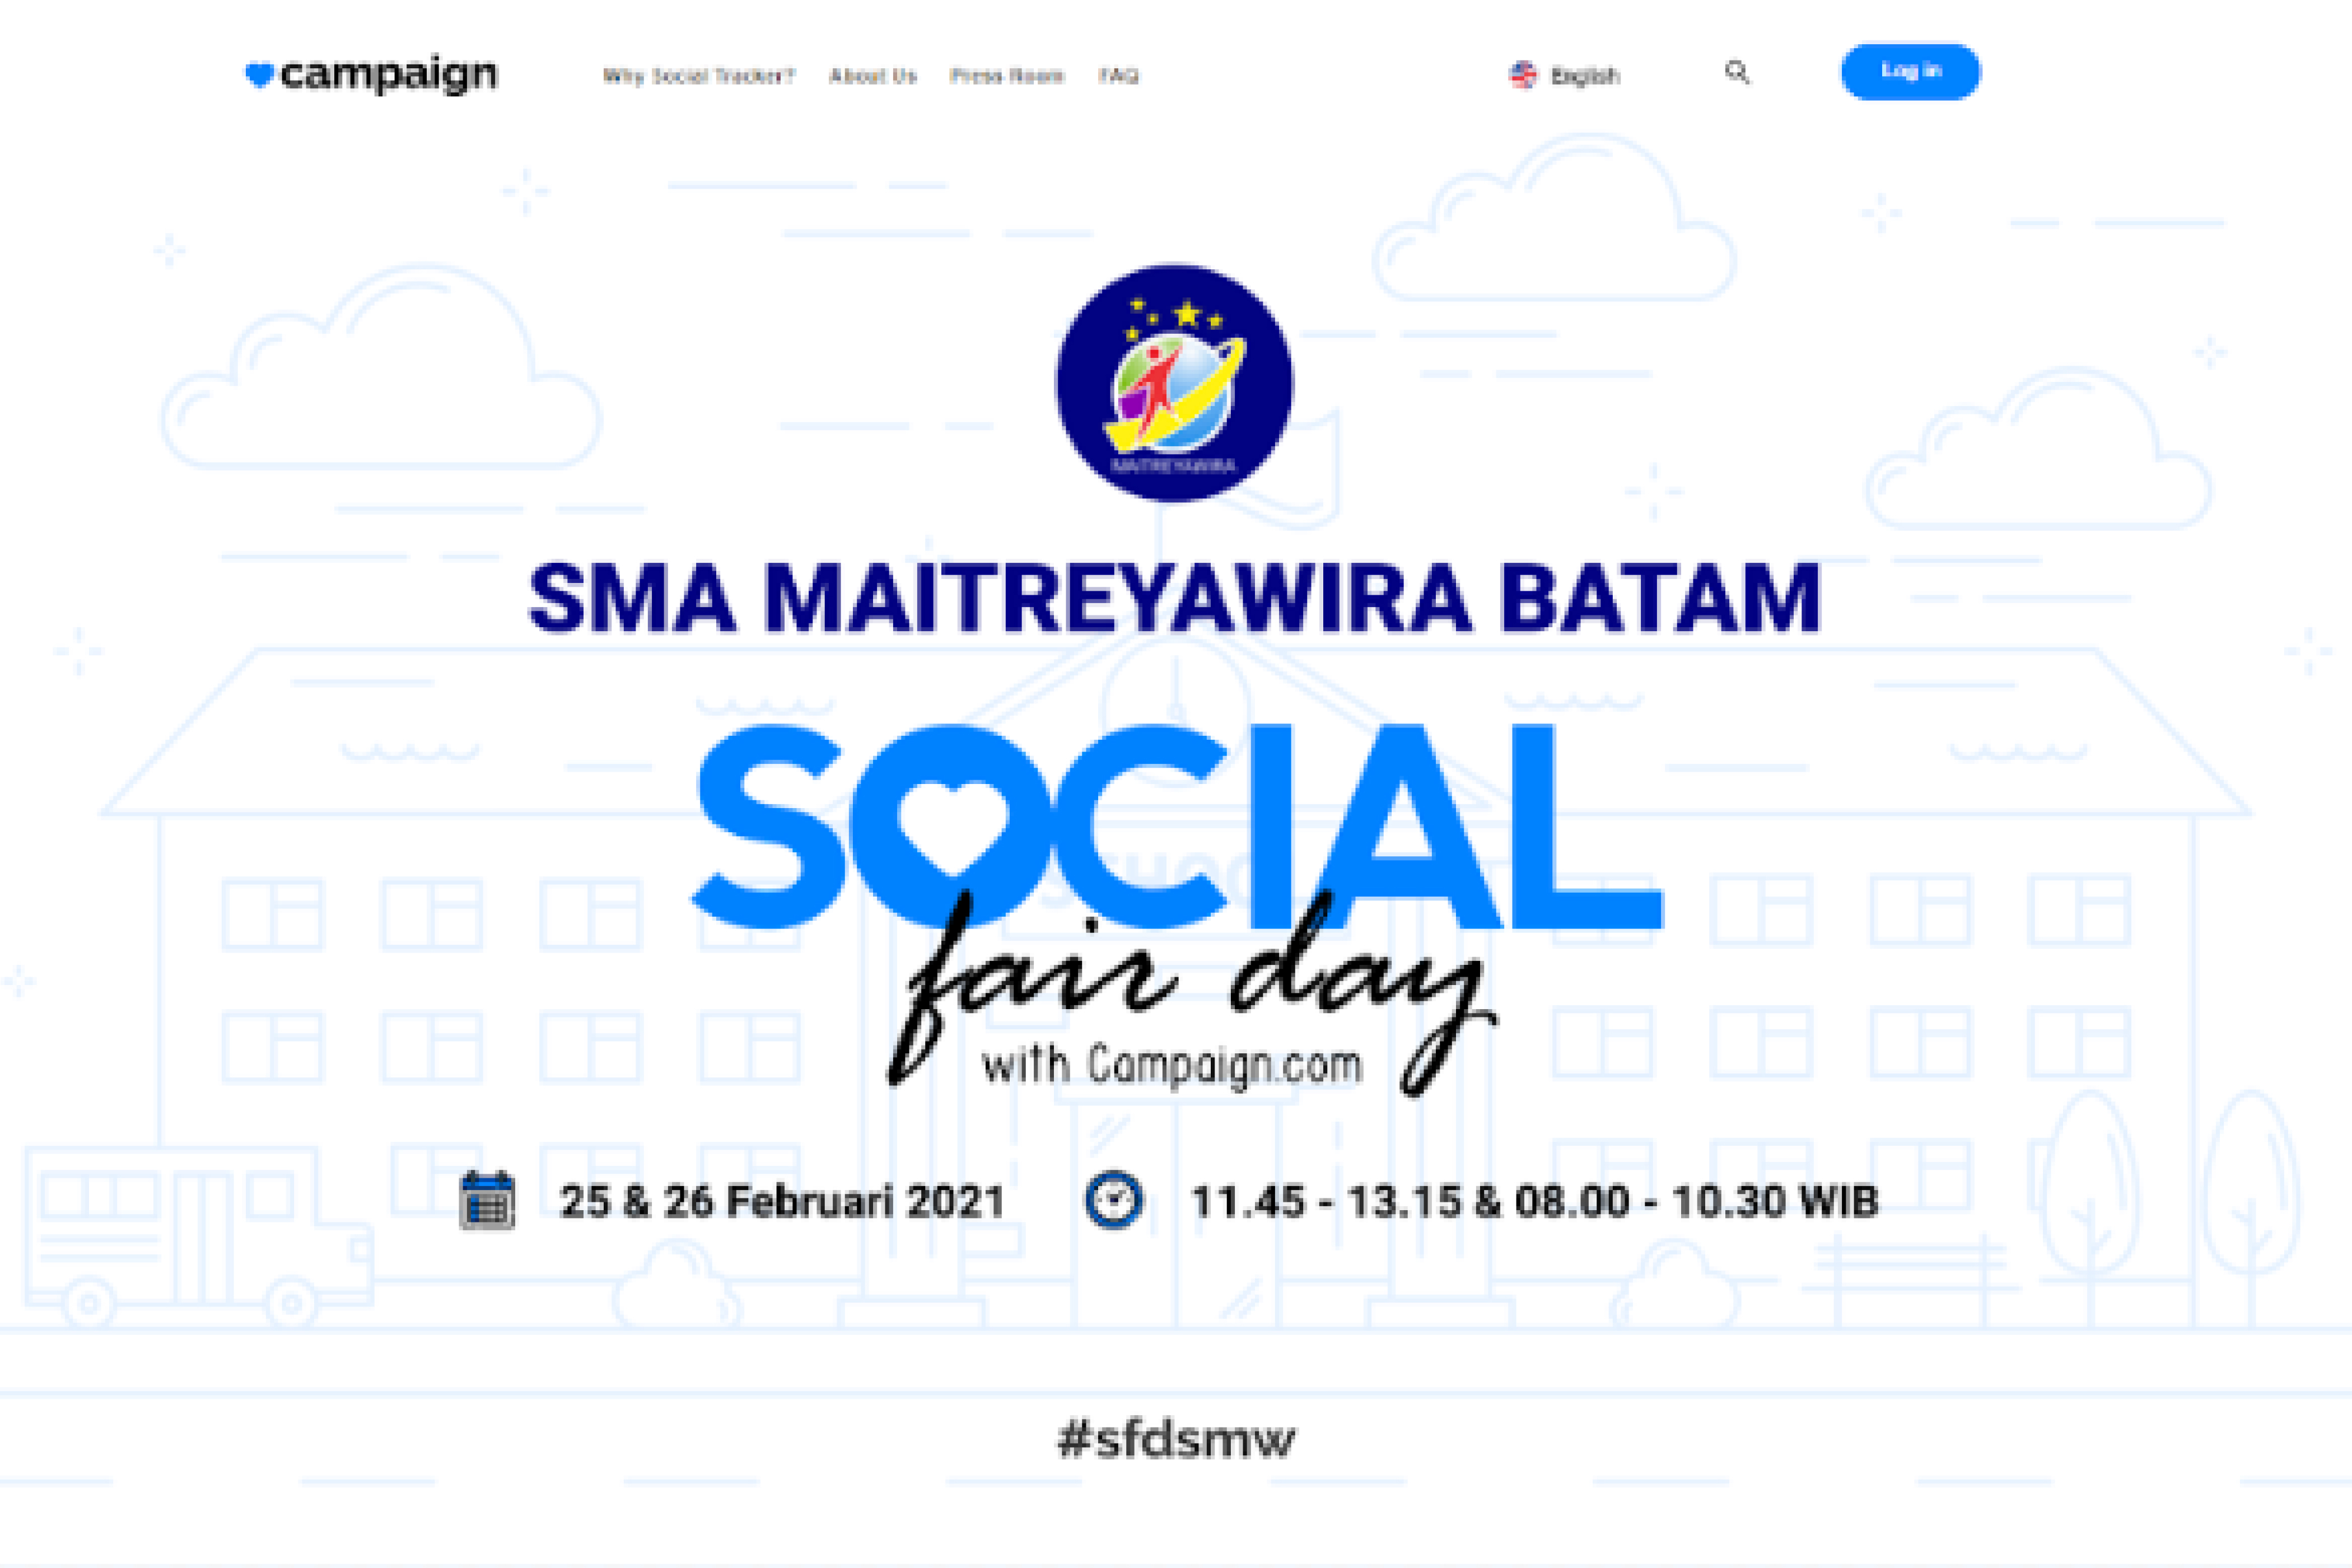 campaign Why Social Tracker? About Us Press Room FAQ English Log in
MAITREYAWIRA
SMA MAITREYAWIRA BATAM
SOCIAL
SCHOOL
fair day
with Campaign.com
25 & 26 Februari 2021 11.45 - 13.15 & 08.00 - 10.30 WIB
#sfdsmw